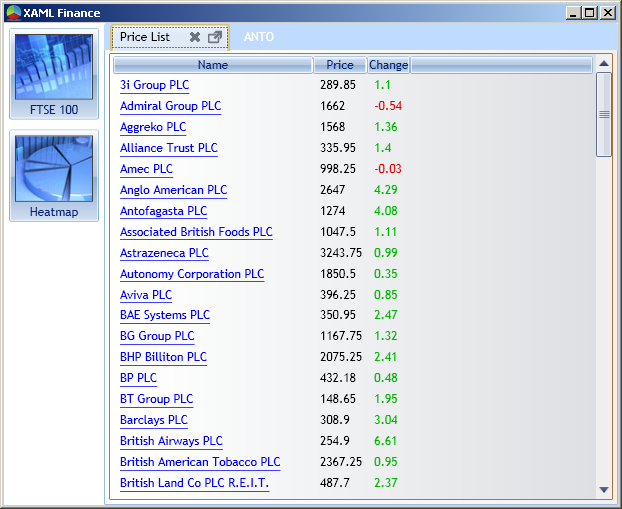 XAML Finance
Price List ANTO
FTSE 100
Heatmap
Name Price Change
3i Group PLC 289.85 1.1
Admiral Group PLC 1662 -0.54
Aggreko PLC 1568 1.36
Alliance Trust PLC 335.95 1.4
Amec PLC 998.25 -0.03
Anglo American PLC 2647 4.29
Antofagasta PLC 1274 4.08
Associated British Foods PLC 1047.5 1.11
Astrazeneca PLC 3243.75 0.99
Autonomy Corporation PLC 1850.5 0.35
Aviva PLC 396.25 0.85
BAE Systems PLC 350.95 2.47
BG Group PLC 1167.75 1.32
BHP Billiton PLC 2075.25 2.41
BP PLC 432.18 0.48
BT Group PLC 148.65 1.95
Barclays PLC 308.9 3.04
British Airways PLC 254.9 6.61
British American Tobacco PLC 2367.25 0.95
British Land Co PLC R.E.I.T. 487.7 2.37